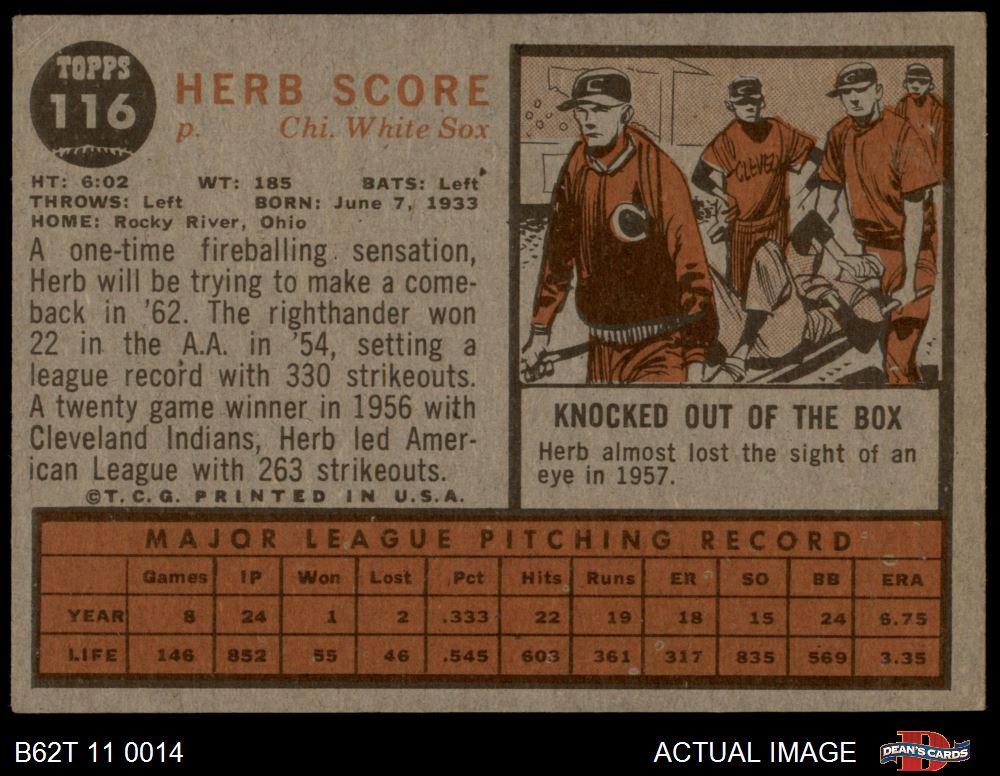 TOPPS
116
HERB SCORE
p. Chi. White Sox
HT: 6:02 WT: 185 BATS: Left
THROWS: Left BORN: June 7, 1933
HOME: Rocky River, Ohio
A one-time fireballing sensation,
Herb will be trying to make a come-
back in '62. The righthander won
22 in the A.A. in '54, setting a
league record with 330 strikeouts.
A twenty game winner in 1956 with
Cleveland Indians, Herb led Amer-
ican League with 263 strikeouts.
©T.C.G. PRINTED IN U.S.A.
C
C
CLEVEL
C
KNOCKED OUT OF THE BOX
Herb almost lost the sight of an
eye in 1957.
MAJOR LEAGUE PITCHING RECORD
Games IP Won Lost Pct Hits Runs ER SO BB ERA
YEAR 8 24 1 2 .333 22 19 18 15 24 6.75
LIFE 146 852 55 46 .545 603 361 317 835 569 3.35
B62T 11 0014
ACTUAL IMAGE
D
DEAN'S CARDS